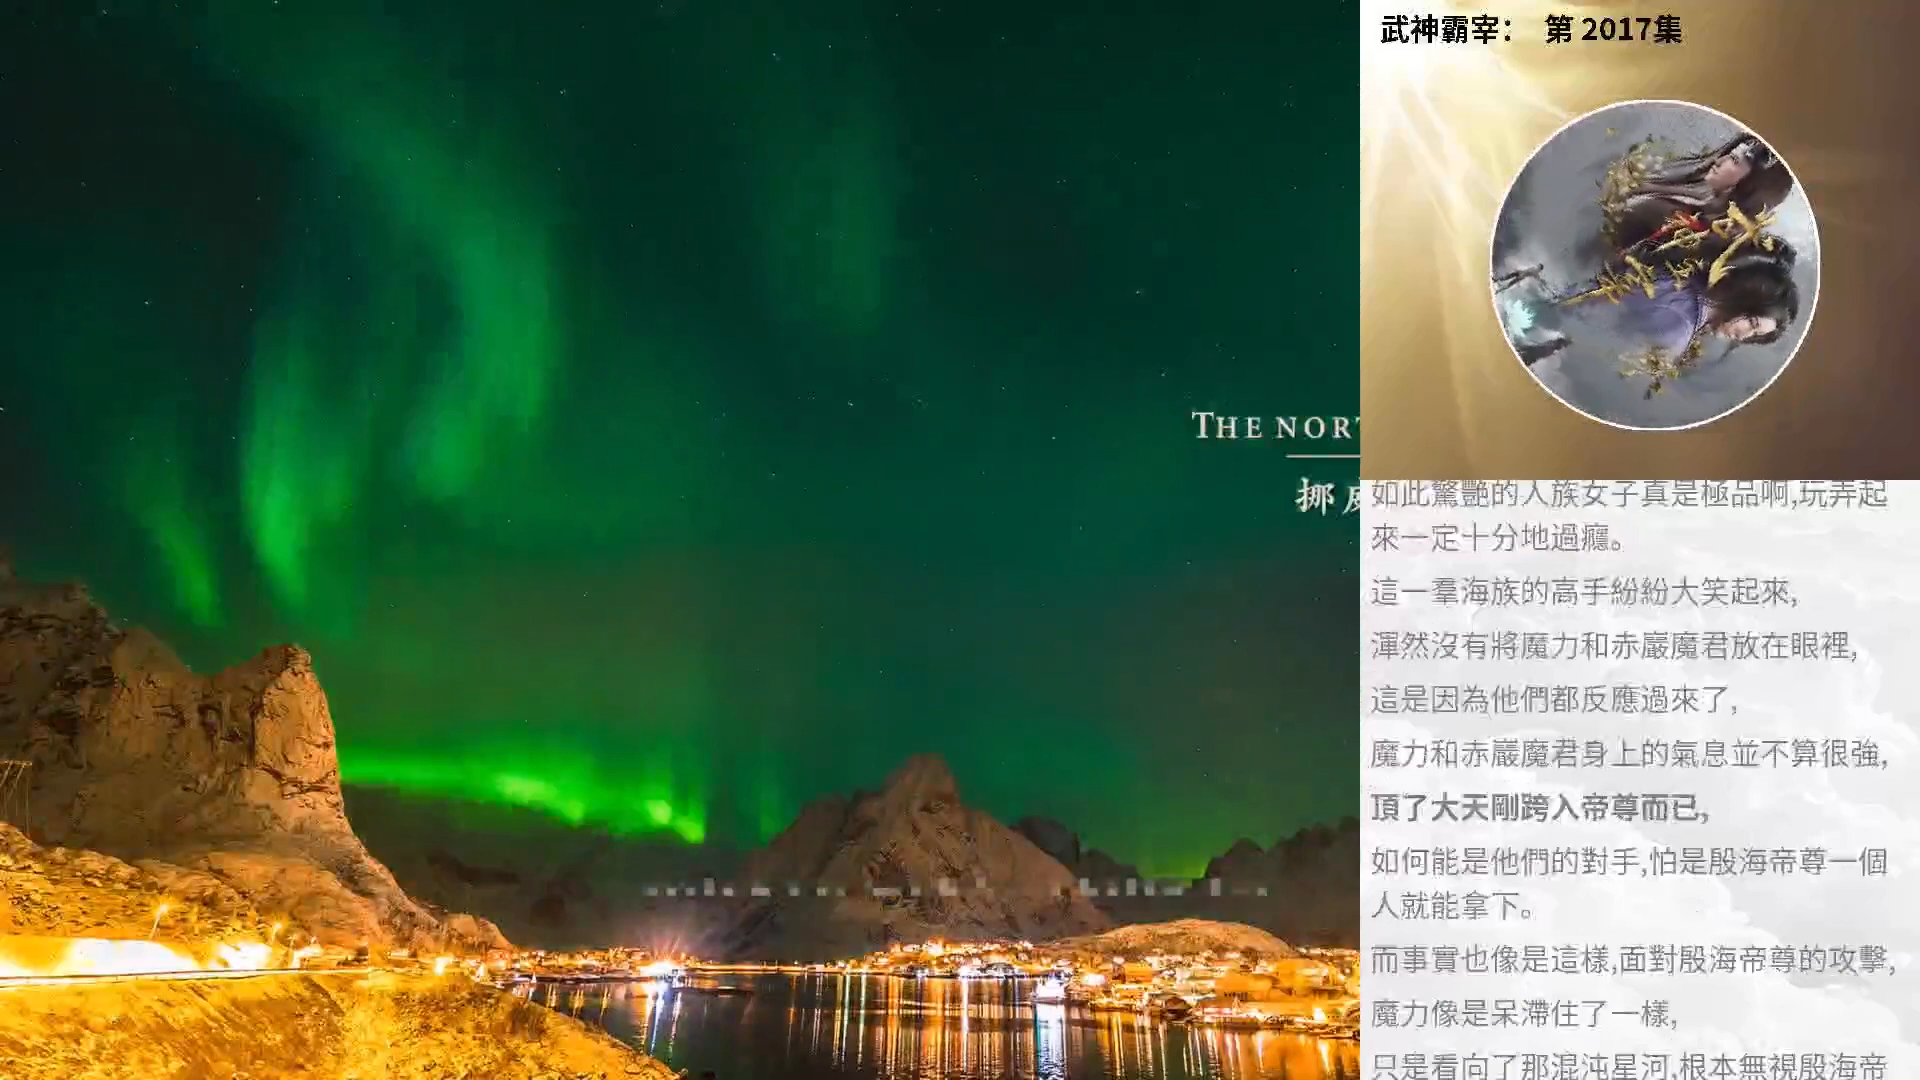 THE NORT
挪威
武神霸宰： 第 2017集
如此驚艷的人族女子真是極品啊,玩弄起
來一定十分地過癮。
這一羣海族的高手紛紛大笑起來,
渾然沒有將魔力和赤巖魔君放在眼裡,
這是因為他們都反應過來了,
魔力和赤巖魔君身上的氣息並不算很強,
頂了大天剛跨入帝尊而已,
如何能是他們的對手,怕是殷海帝尊一個
人就能拿下。
而事實也像是這樣,面對殷海帝尊的攻擊,
魔力像是呆滯住了一樣,
只是看向了那混沌星河,根本無視殷海帝